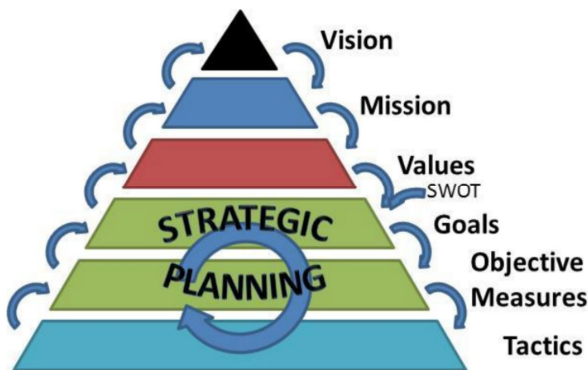 Vision
Mission
Values
SWOT
STRATEGIC
Goals
PLANNING
Objective
Measures
Tactics